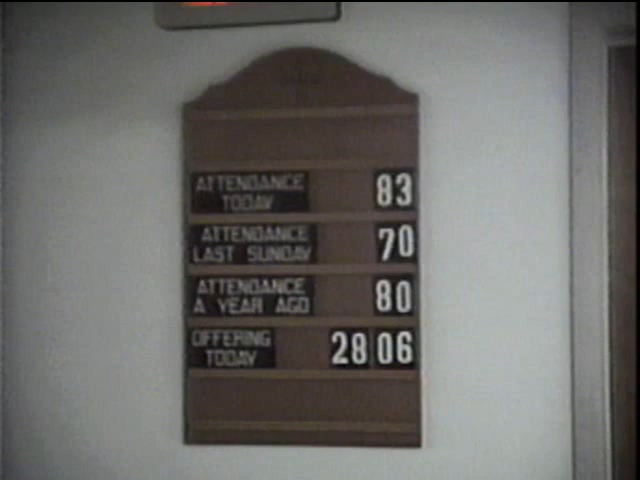 ATTENDANCE
TODAY 83
ATTENDANCE
LAST SUNDAY 70
ATTENDANCE
A YEAR AGO 80
OFFERING
TODAY 28 06